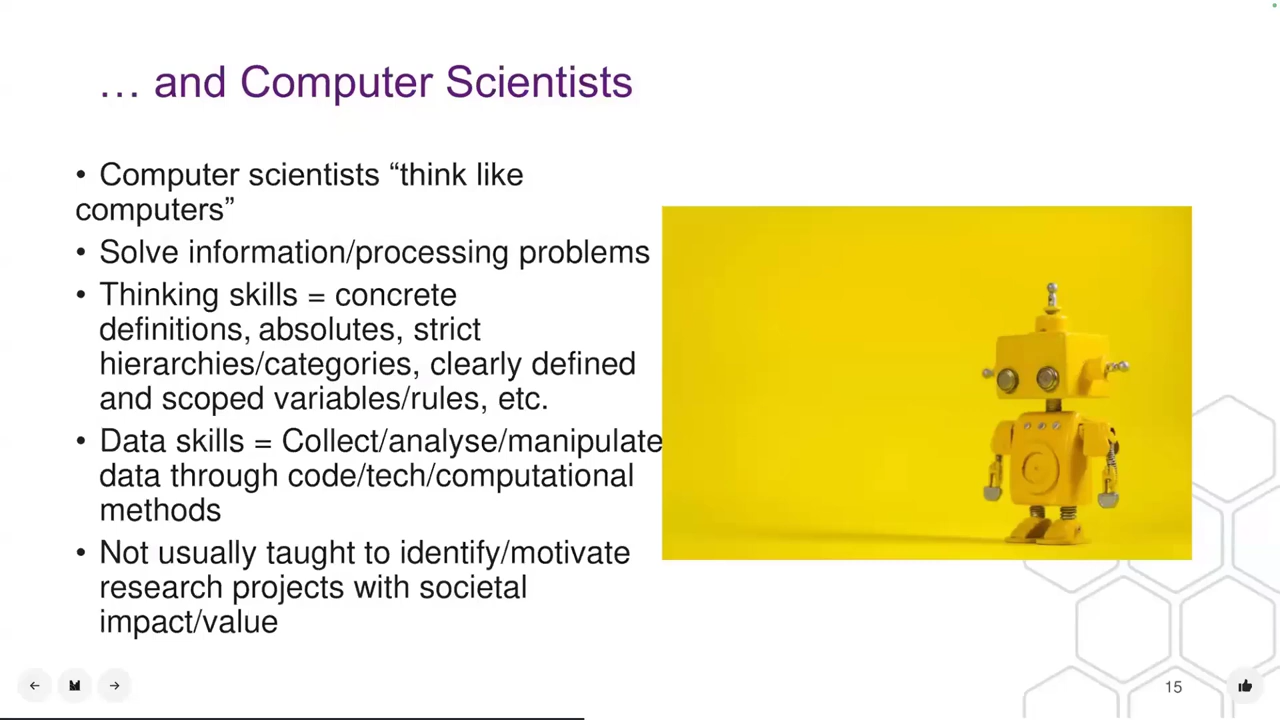 … and Computer Scientists
• Computer scientists “think like
computers”
• Solve information/processing problems
• Thinking skills = concrete
definitions, absolutes, strict
hierarchies/categories, clearly defined
and scoped variables/rules, etc.
• Data skills = Collect/analyse/manipulate
data through code/tech/computational
methods
• Not usually taught to identify/motivate
research projects with societal
impact/value
15